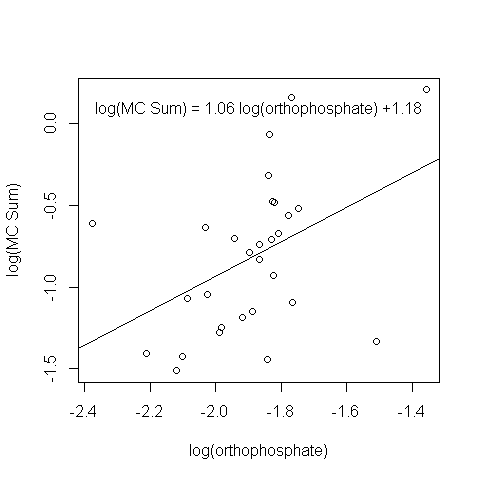 log(MC Sum) = 1.06 log(orthophosphate) +1.18
log(MC Sum)
0.0
-0.5
-1.0
-1.5
-2.4 -2.2 -2.0 -1.8 -1.6 -1.4
log(orthophosphate)